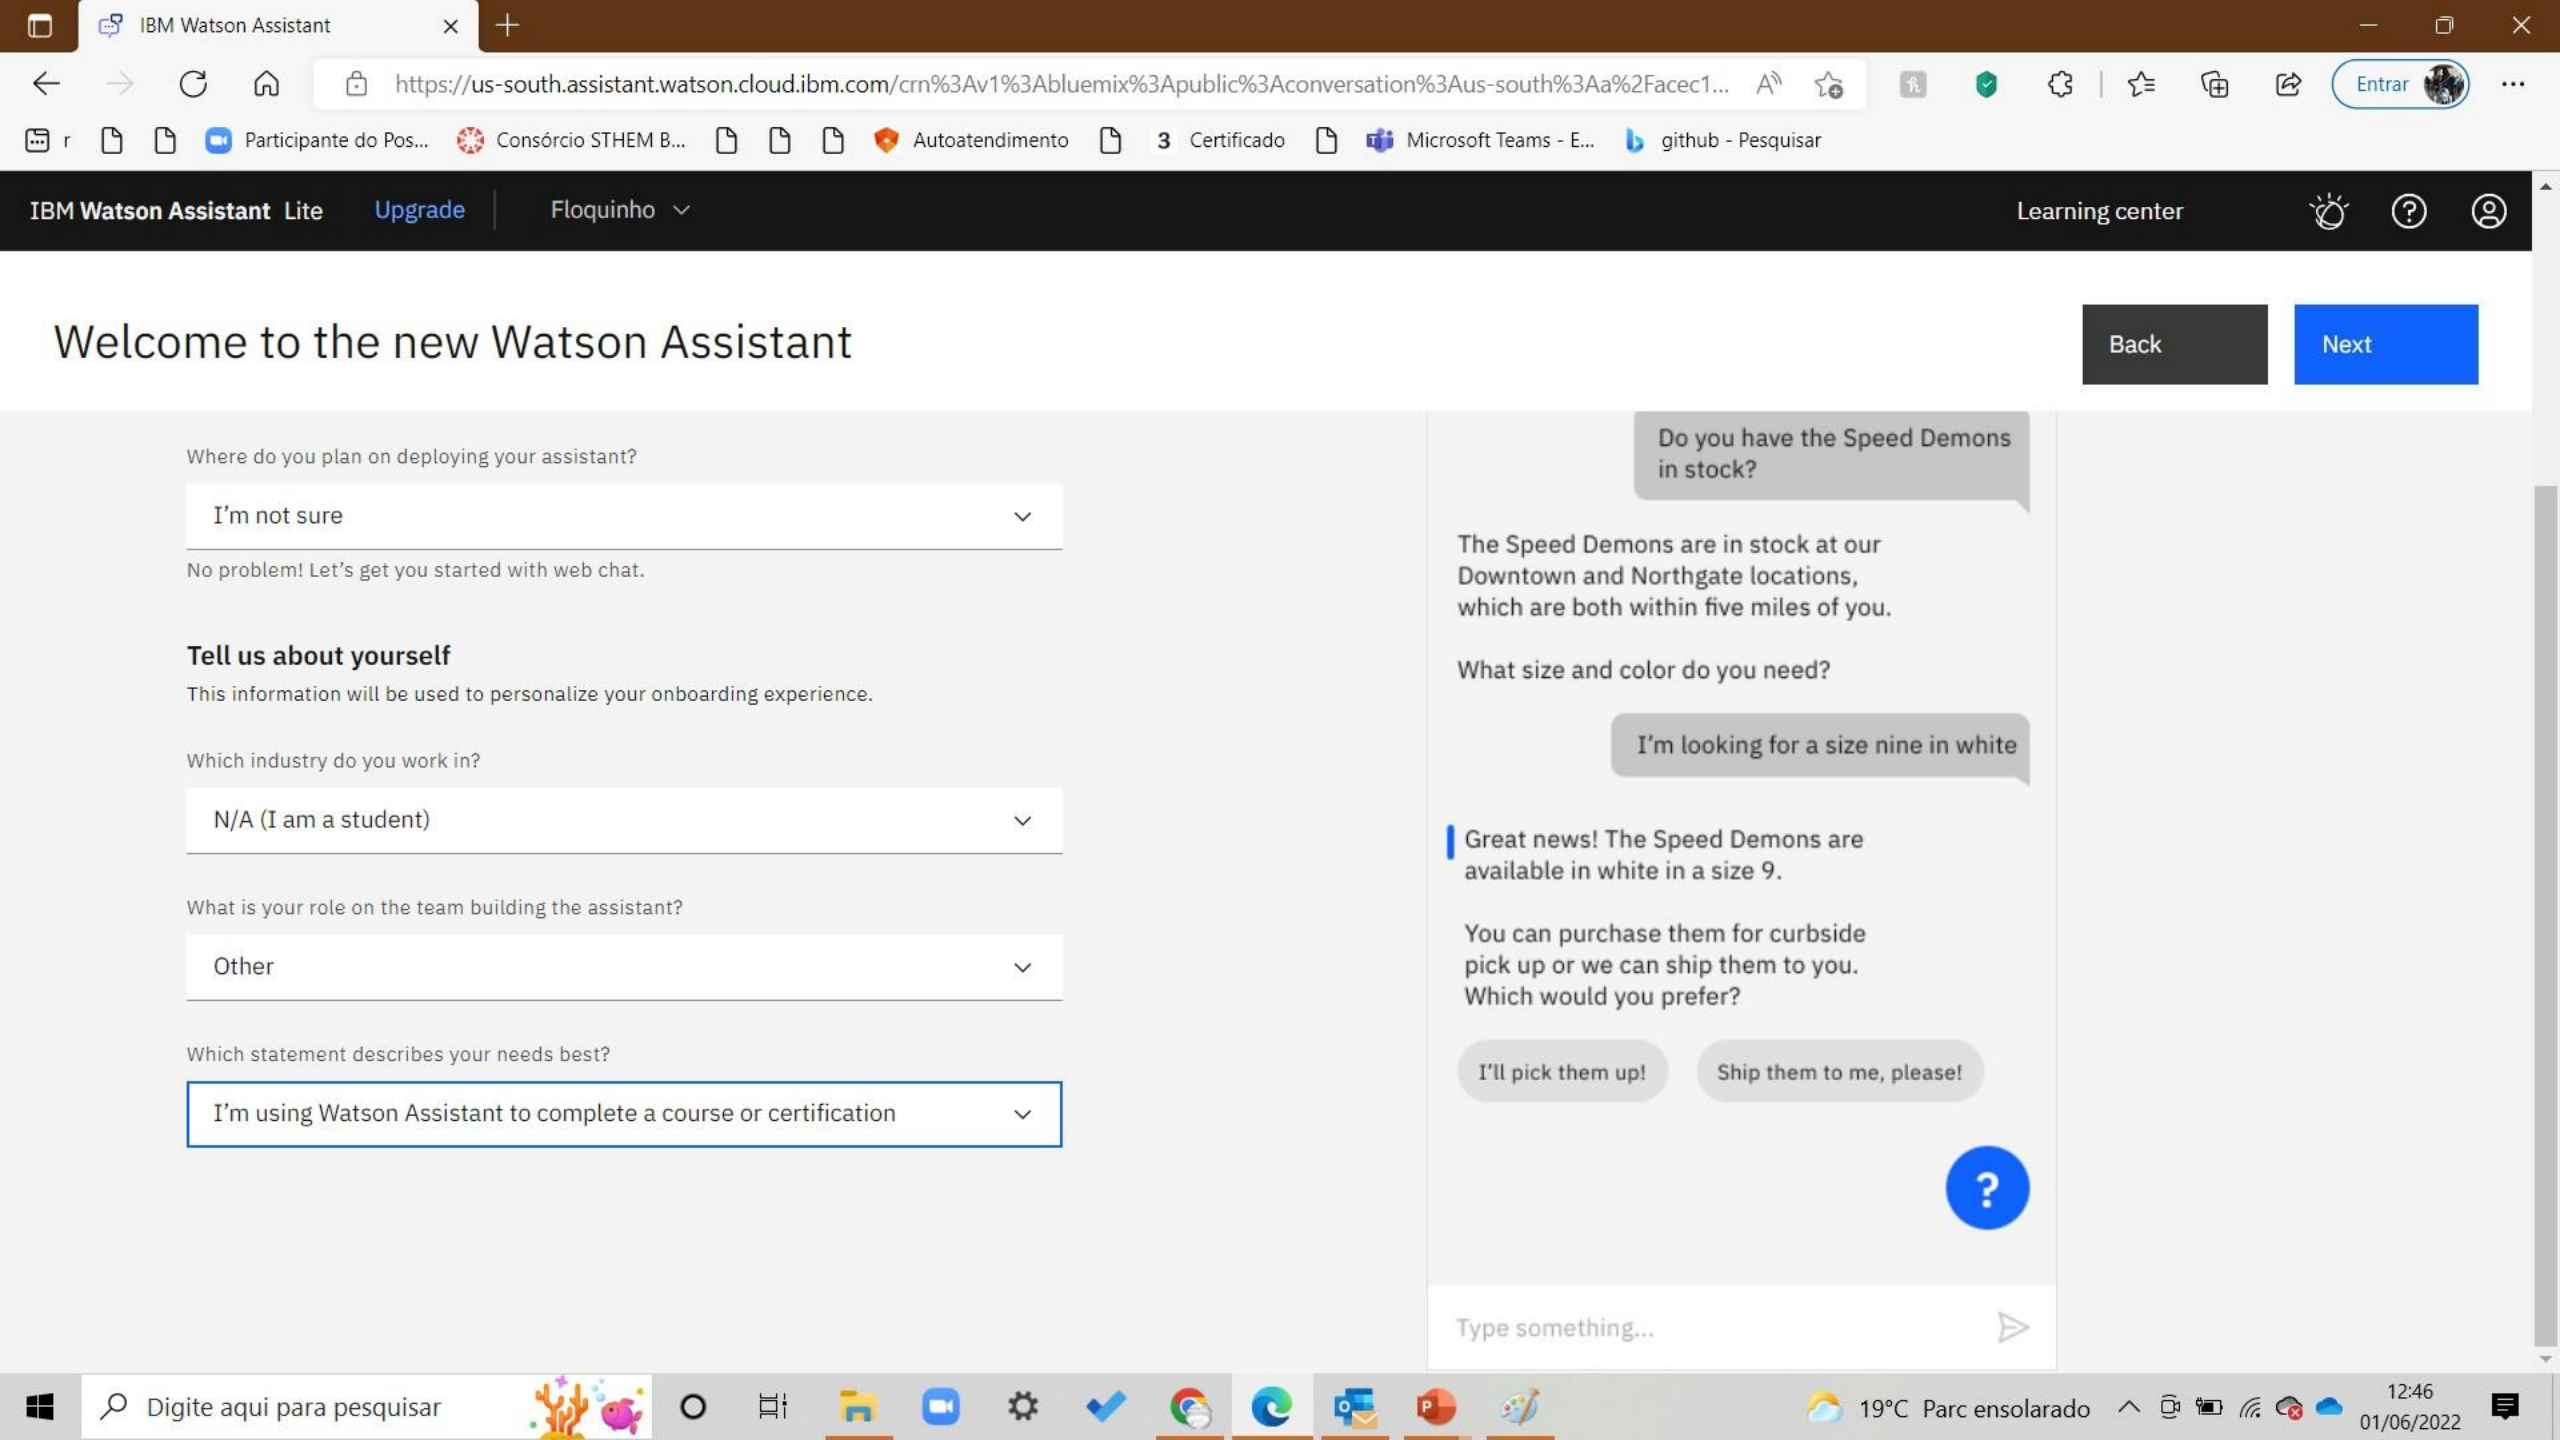 IBM Watson Assistant
https://us-south.assistant.watson.cloud.ibm.com/crn%3Av1%3Abluemix%3Apublic%3Aconversation%3Aus-south%3Aa%2Facec1...
Entrar
r
Participante do Pos...
Consórcio STHEM B...
Autoatendimento
3 Certificado
Microsoft Teams - E...
github - Pesquisar
IBM Watson Assistant Lite
Upgrade
Floquinho
Learning center
Welcome to the new Watson Assistant
Back
Next
Where do you plan on deploying your assistant?
I'm not sure
No problem! Let's get you started with web chat.
Tell us about yourself
This information will be used to personalize your onboarding experience.
Which industry do you work in?
N/A (I am a student)
What is your role on the team building the assistant?
Other
Which statement describes your needs best?
I'm using Watson Assistant to complete a course or certification
Do you have the Speed Demons
in stock?
The Speed Demons are in stock at our
Downtown and Northgate locations,
which are both within five miles of you.
What size and color do you need?
I'm looking for a size nine in white
Great news! The Speed Demons are
available in white in a size 9.
You can purchase them for curbside
pick up or we can ship them to you.
Which would you prefer?
I'll pick them up!
Ship them to me, please!
?
Type something...
Digite aqui para pesquisar
19°C Parc ensolarado
12:46
01/06/2022